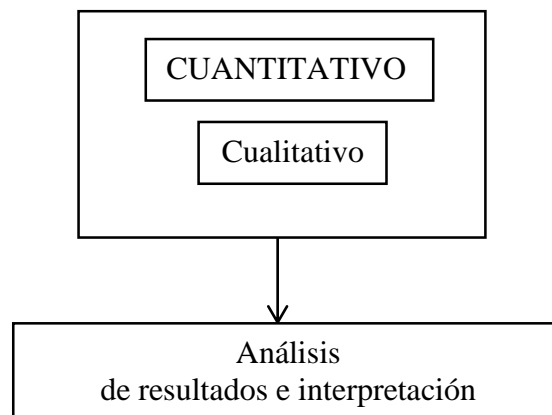 CUANTITATIVO
Cualitativo
Análisis
de resultados e interpretación